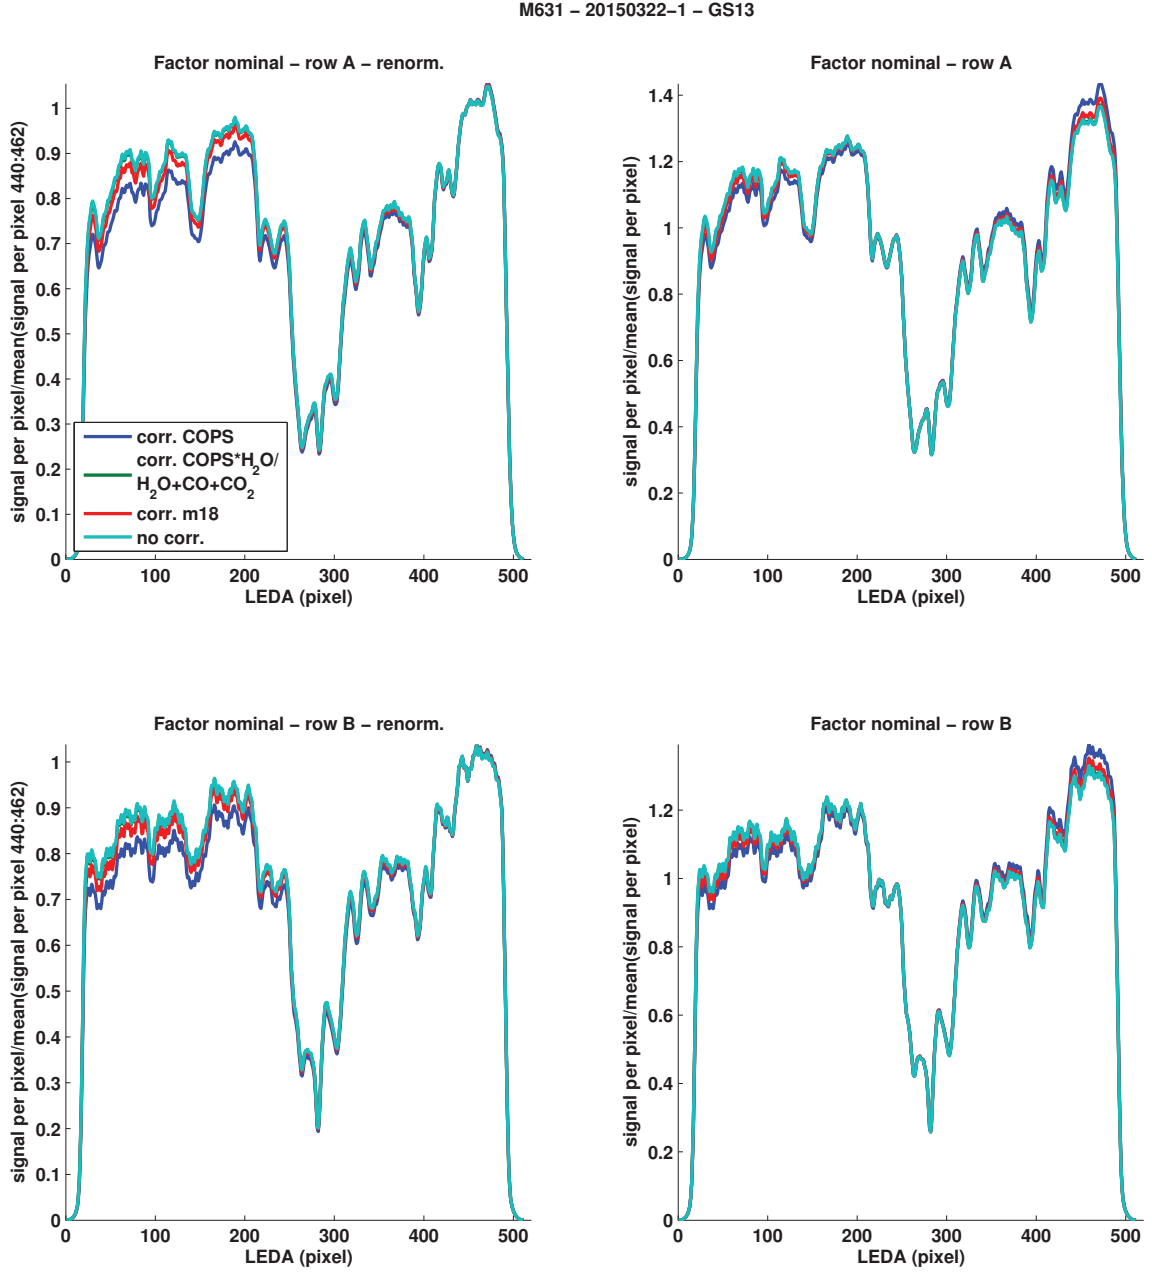 M631 − 20150322−1 − GS13
Factor nominal − row A − renorm.
signal per pixel/mean(signal per pixel 440:462)
1
0.9
0.8
0.7
0.6
0.5
0.4
0.3
0.2
0.1
0
corr. COPS
corr. COPS*H2O/
H2O+CO+CO2
corr. m18
no corr.
0 100 200 300 400 500
LEDA (pixel)
Factor nominal − row A
signal per pixel/mean(signal per pixel)
1.4
1.2
1
0.8
0.6
0.4
0.2
0
0 100 200 300 400 500
LEDA (pixel)
Factor nominal − row B − renorm.
signal per pixel/mean(signal per pixel 440:462)
1
0.9
0.8
0.7
0.6
0.5
0.4
0.3
0.2
0.1
0
0 100 200 300 400 500
LEDA (pixel)
Factor nominal − row B
signal per pixel/mean(signal per pixel)
1.2
1
0.8
0.6
0.4
0.2
0
0 100 200 300 400 500
LEDA (pixel)